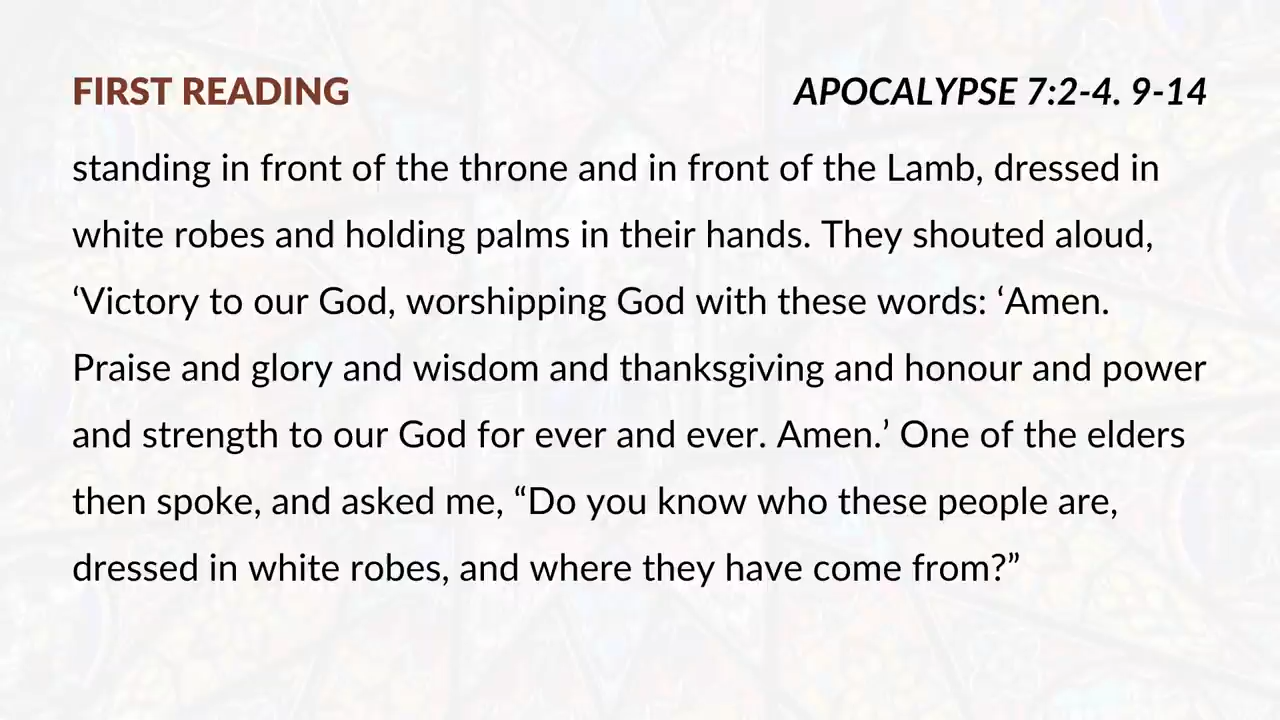 FIRST READING
APOCALYPSE 7:2-4. 9-14
standing in front of the throne and in front of the Lamb, dressed in
white robes and holding palms in their hands. They shouted aloud,
‘Victory to our God, worshipping God with these words: ‘Amen.
Praise and glory and wisdom and thanksgiving and honour and power
and strength to our God for ever and ever. Amen.’ One of the elders
then spoke, and asked me, “Do you know who these people are,
dressed in white robes, and where they have come from?”